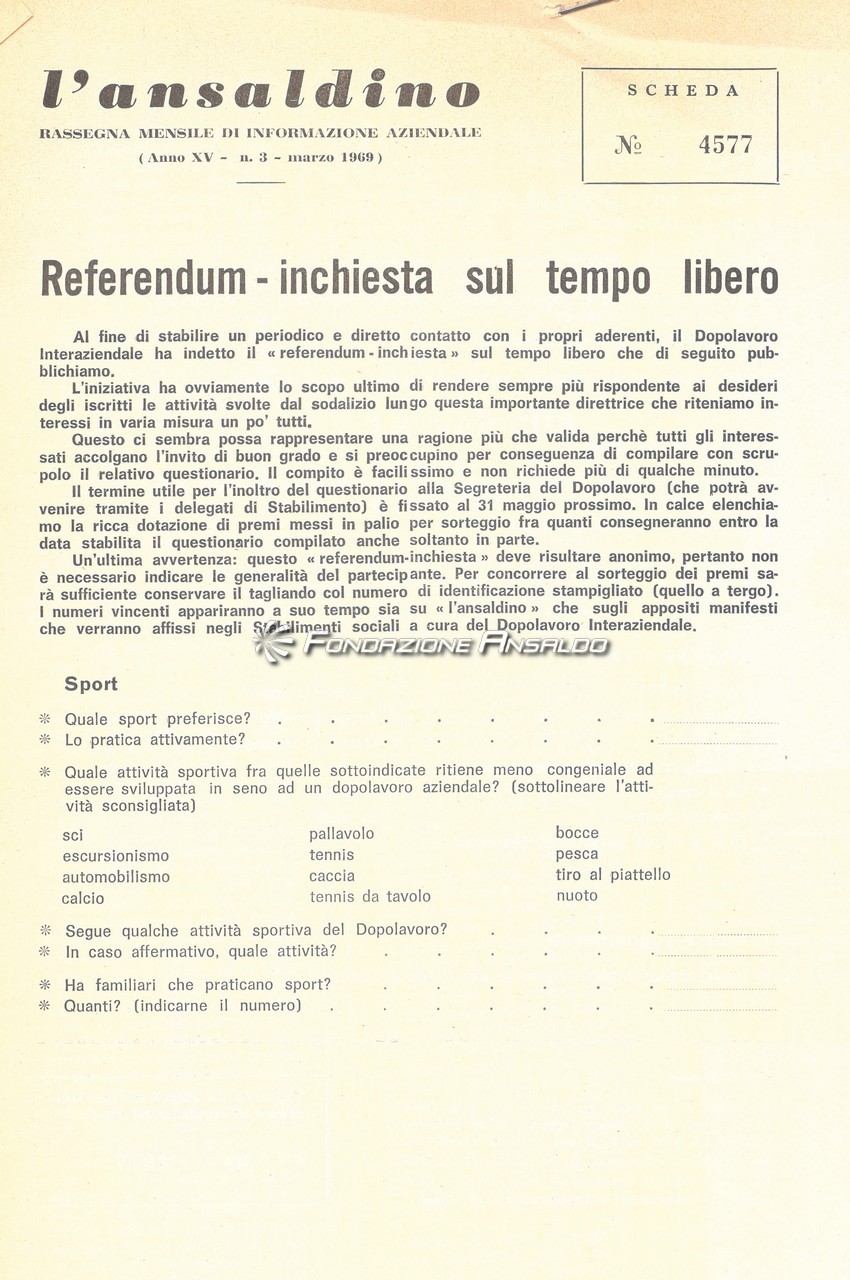 l'ansaldino
RASSEGNA MENSILE DI INFORMAZIONE AZIENDALE
(Anno XV - n. 3 - marzo 1969)
SCHEDA
Nº 4577
Referendum - inchiesta sul tempo libero
Al fine di stabilire un periodico e diretto contatto con i propri aderenti, il Dopolavoro
Interaziendale ha indetto il « referendum - inchiesta » sul tempo libero che di seguito pub-
blichiamo.
L'iniziativa ha ovviamente lo scopo ultimo di rendere sempre più rispondente ai desideri
degli iscritti le attività svolte dal sodalizio lungo questa importante direttrice che riteniamo in-
teressi in varia misura un po' tutti.
Questo ci sembra possa rappresentare una ragione più che valida perchè tutti gli interes-
sati accolgano l'invito di buon grado e si preoccupino per conseguenza di compilare con scru-
polo il relativo questionario. Il compito è facilissimo e non richiede più di qualche minuto.
Il termine utile per l'inoltro del questionario alla Segreteria del Dopolavoro (che potrà av-
venire tramite i delegati di Stabilimento) è fissato al 31 maggio prossimo. In calce elenchia-
mo la ricca dotazione di premi messi in palio per sorteggio fra quanti consegneranno entro la
data stabilita il questionario compilato anche soltanto in parte.
Un'ultima avvertenza: questo « referendum-inchiesta » deve risultare anonimo, pertanto non
è necessario indicare le generalità del partecipante. Per concorrere al sorteggio dei premi sa-
rà sufficiente conservare il tagliando col numero di identificazione stampigliato (quello a tergo).
I numeri vincenti appariranno a suo tempo sia su « l'ansaldino » che sugli appositi manifesti
che verranno affissi negli Stabilimenti sociali a cura del Dopolavoro Interaziendale.
FONDAZIONE ANSALDO
Sport
※ Quale sport preferisce? . . . . . . . .
※ Lo pratica attivamente? . . . . . . . .
※ Quale attività sportiva fra quelle sottoindicate ritiene meno congeniale ad
essere sviluppata in seno ad un dopolavoro aziendale? (sottolineare l'atti-
vità sconsigliata)
sci pallavolo bocce
escursionismo tennis pesca
automobilismo caccia tiro al piattello
calcio tennis da tavolo nuoto
※ Segue qualche attività sportiva del Dopolavoro? . . . .
※ In caso affermativo, quale attività? . . . . . .
※ Ha familiari che praticano sport? . . . . . .
※ Quanti? (indicarne il numero) . . . . . . .